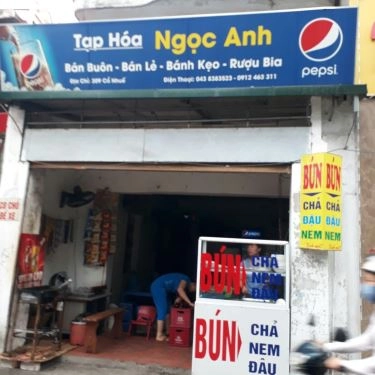 Tạp Hóa Ngọc Anh
Bán Buôn - Bán Lẻ - Bánh Kẹo - Rượu Bia
Địa Chỉ: 209 Cổ Nhuế Điện Thoại: 043 8383523 - 0912 463 311
pepsi
BÚN BÚN
CHẢ CHẢ
ĐẬU ĐẬU
NEM NEM
BÚN CHẢ
NEM
ĐẬU
BÚN CHẢ
NEM
ĐẬU